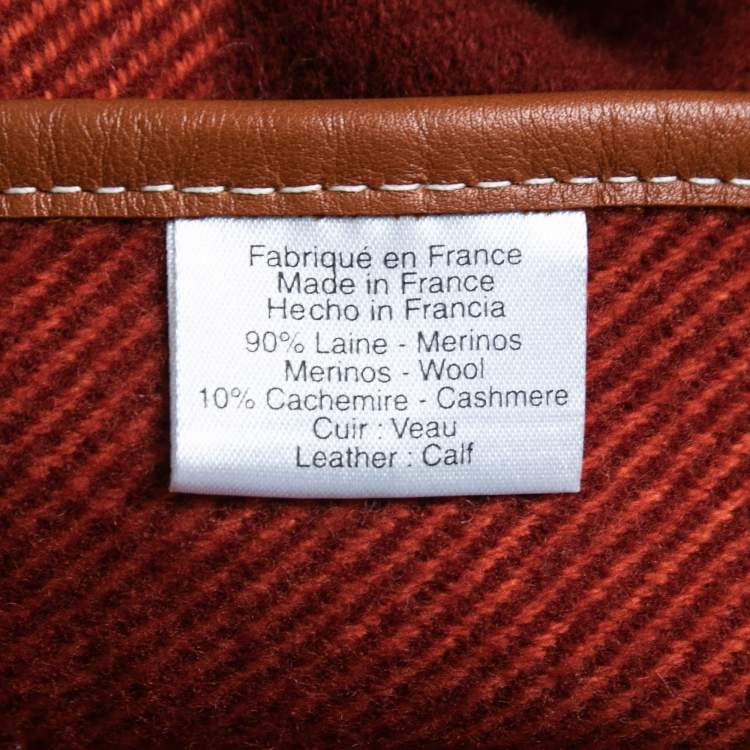 Fabriqué en France
Made in France
Hecho in Francia
90% Laine - Merinos
Merinos - Wool
10% Cachemire - Cashmere
Cuir : Veau
Leather : Calf